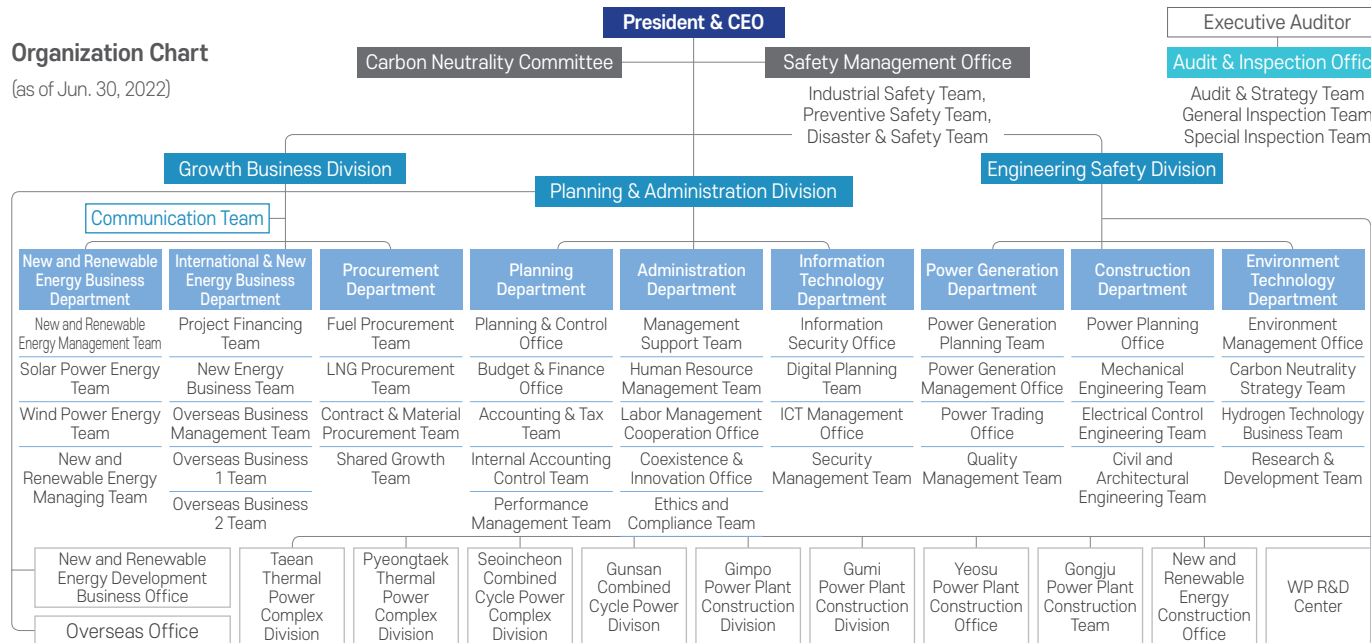 President & CEO
Executive Auditor
Organization Chart
(as of Jun. 30, 2022)
Carbon Neutrality Committee
Safety Management Office
Audit & Inspection Offic
Industrial Safety Team,
Preventive Safety Team,
Disaster & Safety Team
Audit & Strategy Team
General Inspection Team
Special Inspection Team
Growth Business Division
Planning & Administration Division
Engineering Safety Division
Communication Team
New and Renewable
Energy Business
Department
International & New
Energy Business
Department
Procurement
Department
Planning
Department
Administration
Department
Information
Technology
Department
Power Generation
Department
Construction
Department
Environment
Technology
Department
New and Renewable
Energy Management Team
Solar Power Energy
Team
Wind Power Energy
Team
New and
Renewable Energy
Managing Team
Project Financing
Team
New Energy
Business Team
Overseas Business
Management Team
Overseas Business
1 Team
Overseas Business
2 Team
Fuel Procurement
Team
LNG Procurement
Team
Contract & Material
Procurement Team
Shared Growth
Team
Planning & Control
Office
Budget & Finance
Office
Accounting & Tax
Team
Internal Accounting
Control Team
Performance
Management Team
Management
Support Team
Human Resource
Management Team
Labor Management
Cooperation Office
Coexistence &
Innovation Office
Ethics and
Compliance Team
Information
Security Office
Digital Planning
Team
ICT Management
Office
Security
Management Team
Power Generation
Planning Team
Power Generation
Management Office
Power Trading
Office
Quality
Management Team
Power Planning
Office
Mechanical
Engineering Team
Electrical Control
Engineering Team
Civil and
Architectural
Engineering Team
Environment
Management Office
Carbon Neutrality
Strategy Team
Hydrogen Technology
Business Team
Research &
Development Team
New and Renewable
Energy Development
Business Office
Overseas Office
Taean
Thermal
Power
Complex
Division
Pyeongtaek
Thermal
Power
Complex
Division
Seoincheon
Combined
Cycle Power
Complex
Division
Gunsan
Combined
Cycle Power
Divison
Gimpo
Power Plant
Construction
Division
Gumi
Power Plant
Construction
Division
Yeosu
Power Plant
Construction
Office
Gongju
Power Plant
Construction
Team
New and
Renewable
Energy
Construction
Office
WP R&D
Center